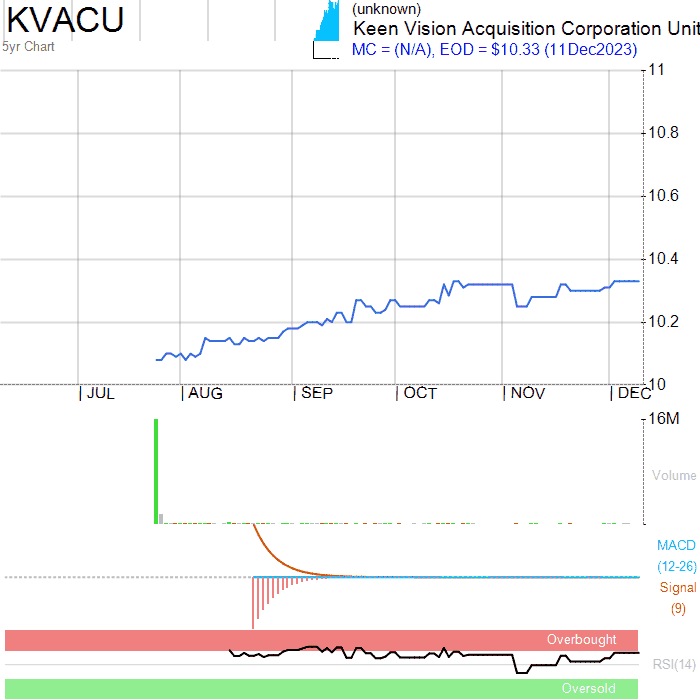 KVACU
5yr Chart
(unknown)
Keen Vision Acquisition Corporation Unit
MC = (N/A), EOD = $10.33 (11Dec2023)
11
10.8
10.6
10.4
10.2
10
JUL AUG SEP OCT NOV DEC
16M
Volume
MACD
(12-26)
Signal
(9)
Overbought
RSI(14)
Oversold